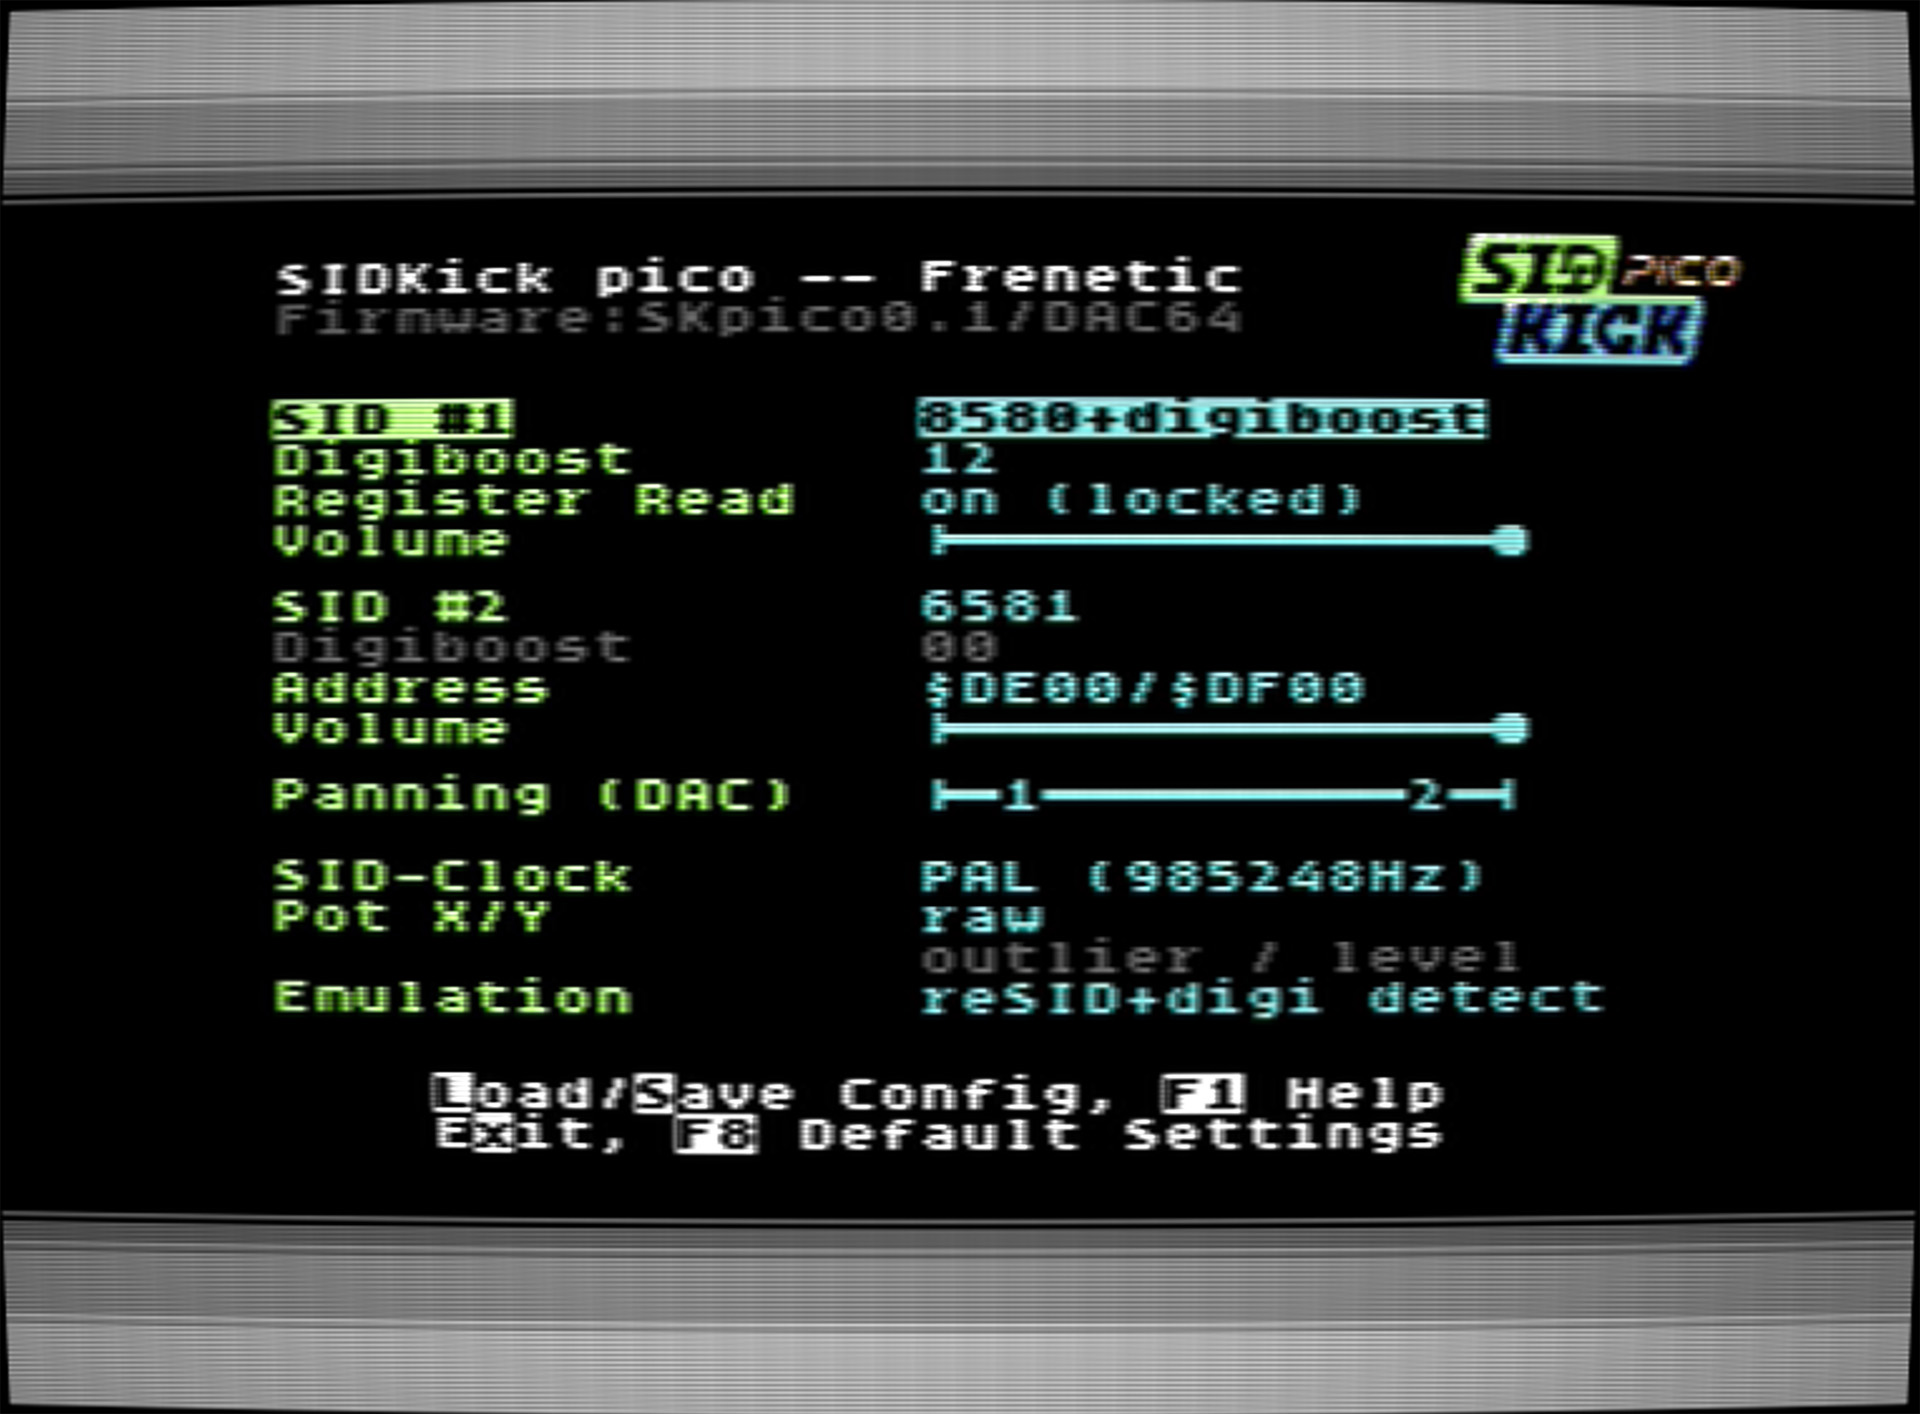 SIDKick pico -- Frenetic
Firmware:SKpico0.1/DAC64
SID PICO
KICK
SID #1 8580+digiboost
Digiboost 12
Register Read on (locked)
Volume
SID #2 6581
Digiboost 00
Address $DE00/$DF00
Volume
Panning (DAC) 1 2
SID-Clock PAL (985248Hz)
Pot X/Y raw
outlier / level
Emulation reSID+digi detect
Load/Save Config, F1 Help
Exit, F8 Default Settings